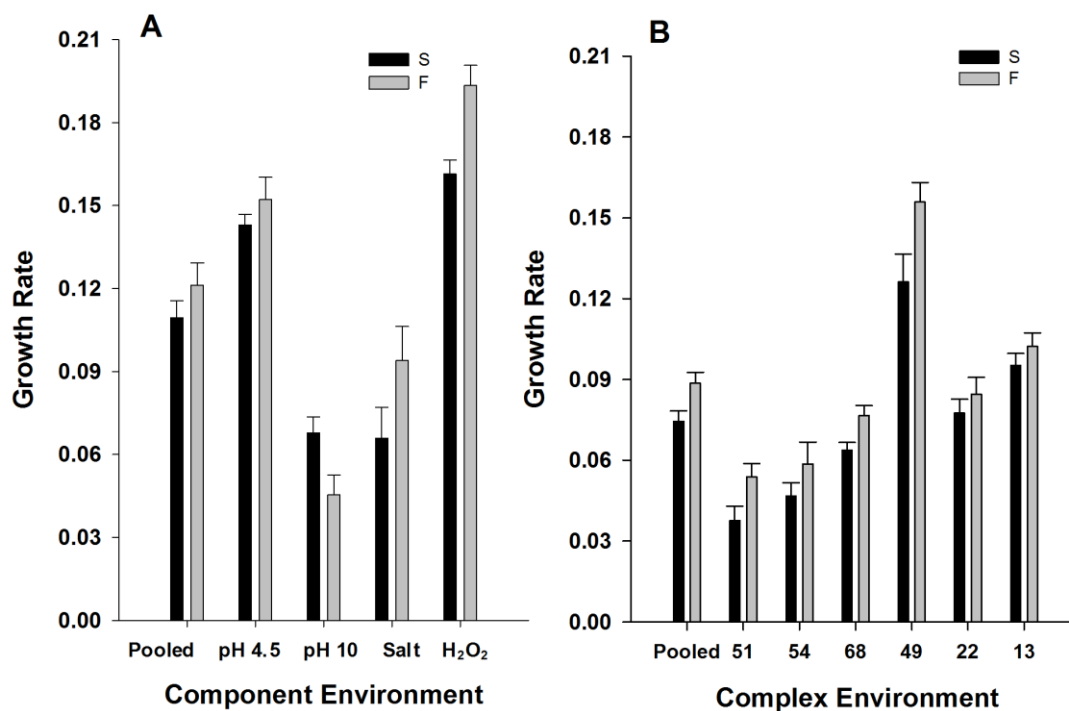 A
0.21
0.18
0.15
0.12
0.09
0.06
0.03
0.00
Growth Rate
S
F
Pooled pH 4.5 pH 10 Salt H₂O₂
Component Environment
B
0.21
0.18
0.15
0.12
0.09
0.06
0.03
0.00
Growth Rate
S
F
Pooled 51 54 68 49 22 13
Complex Environment